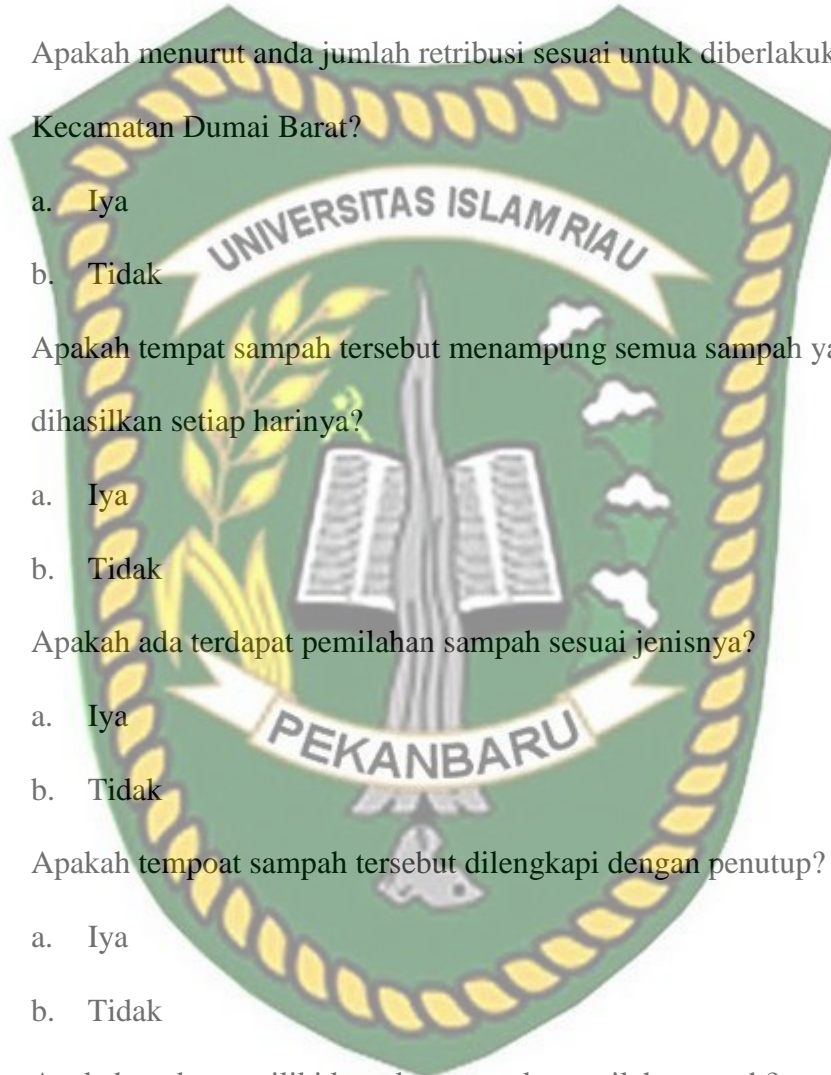 Apakah menurut anda jumlah retribusi sesuai untuk
Kecamatan Dumai Barat?
a. Iya
UNIVERSITAS ISLAM RIAU
b. Tidak
Apakah tempat sampah tersebut menampung semua sampah
dihasilkan setiap harinya?
a. Iya
b. Tidak
Apakah ada terdapat pemilahan sampah sesuai jenisnya?
a. Iya
PEKANBARU
b. Tidak
Apakah tempoat sampah tersebut dilengkapi dengan penutup?
a. Iya
b. Tidak